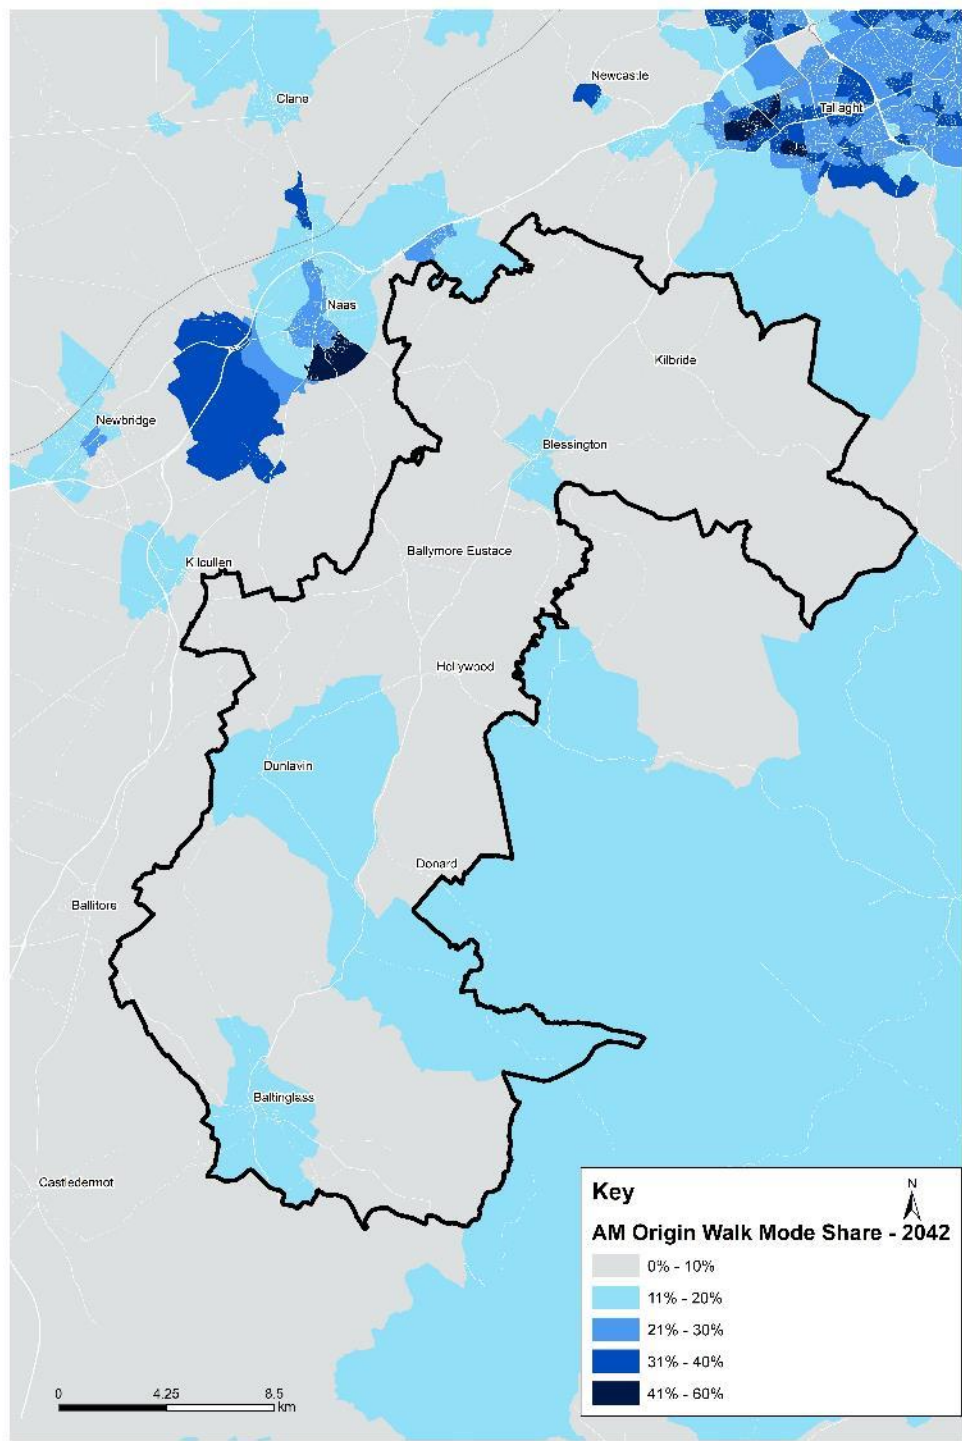 Newcastle
Clane
Tallaght
Naas
Kilbride
Newbridge
Blessington
Ballymore Eustace
Kilcullen
Hollywood
Dunlavin
Donard
Ballitore
Baltinglass
Castledermot
Key
N
AM Origin Walk Mode Share - 2042
0% - 10%
11% - 20%
21% - 30%
31% - 40%
41% - 60%
0 4.25 8.5
km